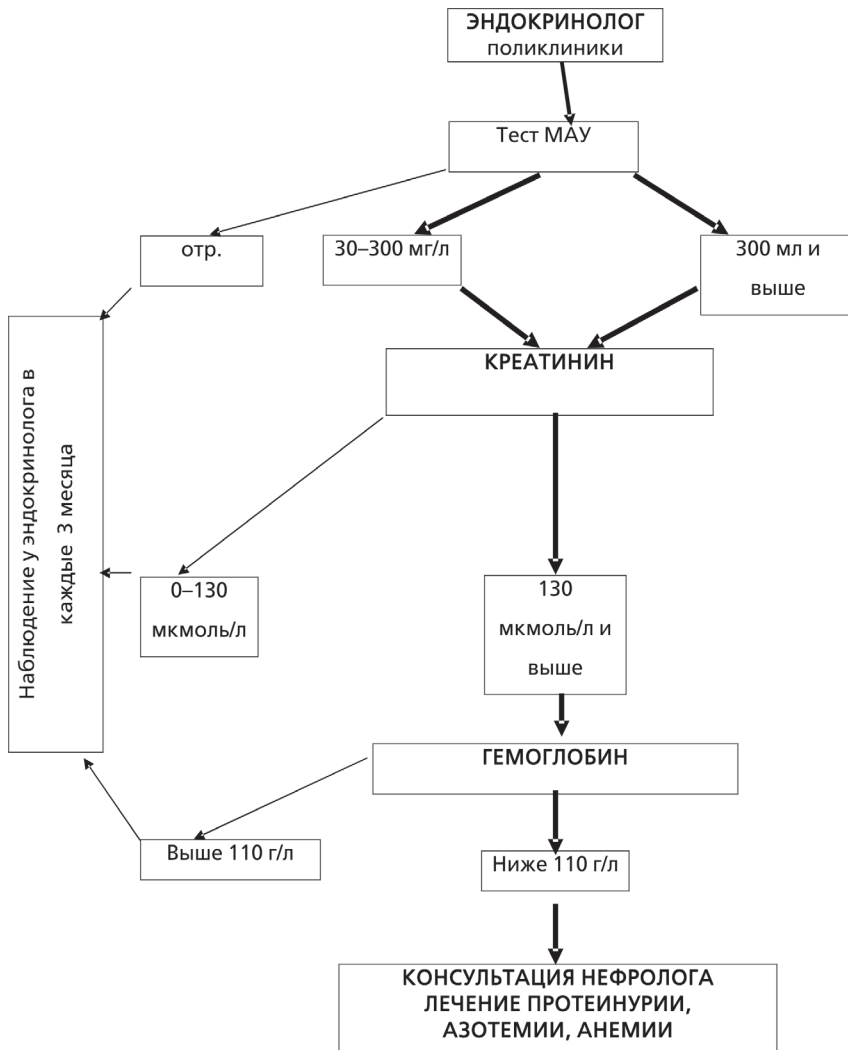 ЭНДОКРИНОЛОГ
поликлиники
Тест МАУ
отр.
30–300 мг/л
300 мл и
выше
КРЕАТИНИН
Наблюдение у эндокринолога в
каждые 3 месяца
0–130
мкмоль/л
130
мкмоль/л и
выше
ГЕМОГЛОБИН
Выше 110 г/л
Ниже 110 г/л
КОНСУЛЬТАЦИЯ НЕФРОЛОГА
ЛЕЧЕНИЕ ПРОТЕИНУРИИ,
АЗОТЕМИИ, АНЕМИИ